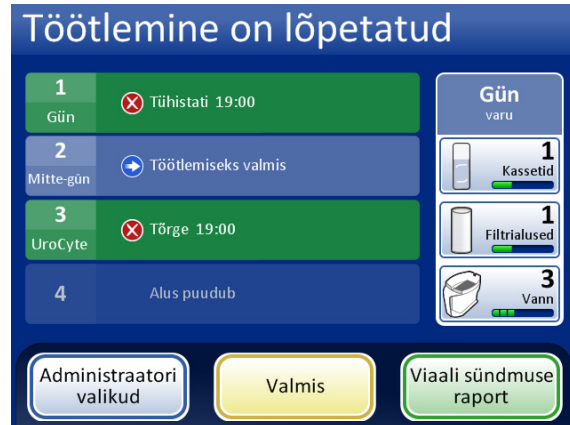 Töötlemine on lõpetatud
1
Gün
Tühistati 19:00
2
Mitte-gün
Töötlemiseks valmis
3
UroCyte
Tõrge 19:00
4
Alus puudub
Gün
varu
1
Kassetid
1
Filtrialused
3
Vann
Administraatori
valikud
Valmis
Viaali sündmuse
raport